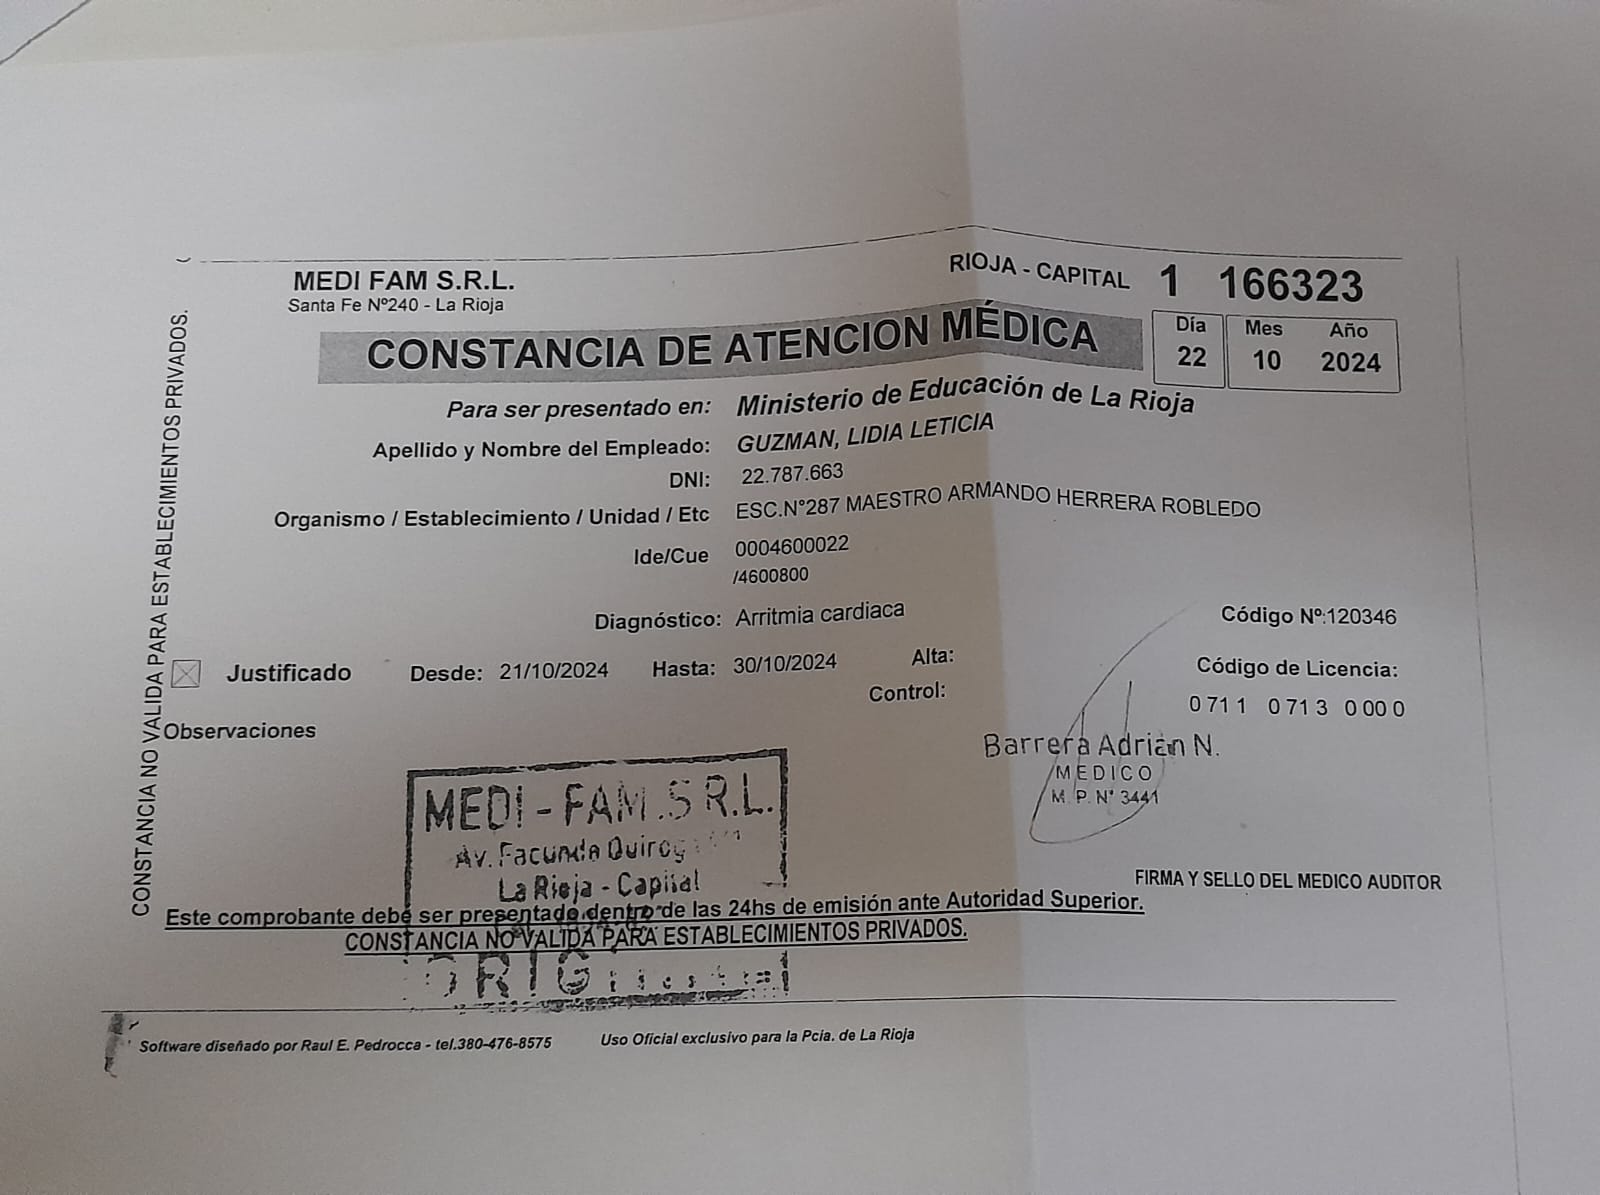 MEDI FAM S.R.L.
Santa Fe Nº240 - La Rioja
RIOJA - CAPITAL 1 166323
CONSTANCIA DE ATENCION MÉDICA
Día Mes Año
22 10 2024
Para ser presentado en: Ministerio de Educación de La Rioja
Apellido y Nombre del Empleado: GUZMAN, LIDIA LETICIA
DNI: 22.787.663
Organismo / Establecimiento / Unidad / Etc ESC.N°287 MAESTRO ARMANDO HERRERA ROBLEDO
Ide/Cue 0004600022
/4600800
Diagnóstico: Arritmia cardiaca
Código Nº:120346
Justificado Desde: 21/10/2024 Hasta: 30/10/2024 Alta:
Control:
Código de Licencia:
0711 0713 0000
Observaciones
Barrera Adrián N.
MEDICO
M. P. N° 3441
MEDI - FAM. S R.L.
Av. Facundo
La Rioja - Capital
FIRMA Y SELLO DEL MEDICO AUDITOR
Este comprobante debe ser presentado dentro de las 24hs de emisión ante Autoridad Superior.
CONSTANCIA NO VALIDA PARA ESTABLECIMIENTOS PRIVADOS.
Software diseñado por Raul E. Pedrocca - tel.380-476-8575
Uso Oficial exclusivo para la Pcia. de La Rioja
CONSTANCIA NO VALIDA PARA ESTABLECIMIENTOS PRIVADOS.